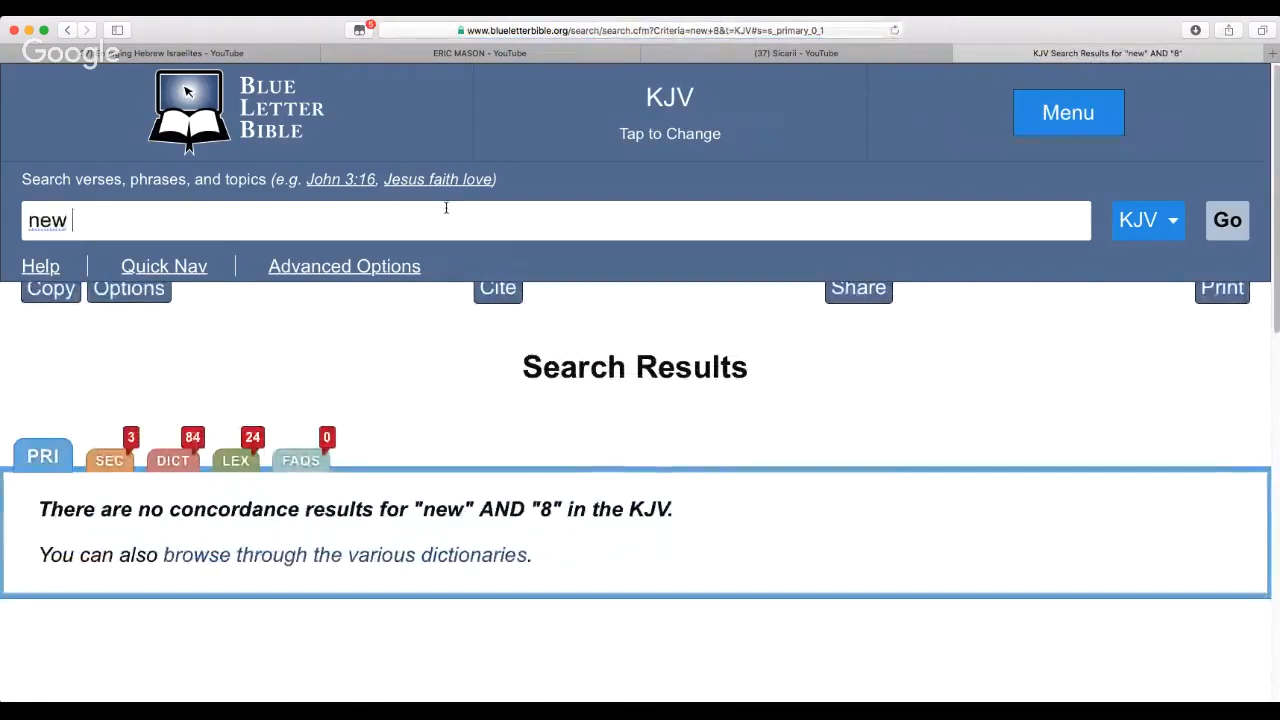 5
www.blueletterbible.org/search/search.cfm?Criteria=new+8&t=KJV#s=s_primary_0_1
Google
Hebrew Israelites - YouTube
ERIC MASON - YouTube
(37) Sicarii - YouTube
KJV Search Results for "new" AND "8"
BLUE
LETTER
BIBLE
KJV
Tap to Change
Menu
Search verses, phrases, and topics (e.g. John 3:16, Jesus faith love)
new
KJV
Go
Help
Quick Nav
Advanced Options
Copy
Options
Cite
Share
Print
Search Results
3
84
24
0
PRI
SEC
DICT
LEX
FAQS
There are no concordance results for "new" AND "8" in the KJV.
You can also browse through the various dictionaries.